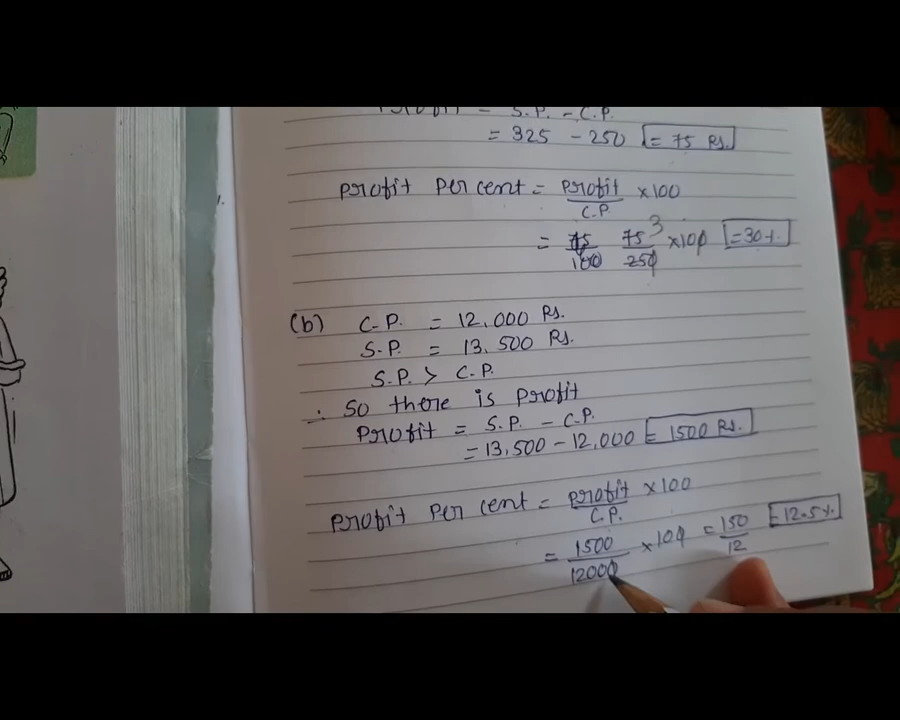 Profit = S.P. - C.P.
= 325 - 250 = 75 Rs.
Profit Per cent = Profit/C.P. ×100
= 75/250 3 ×100 = 30%
(b) C.P. = 12,000 Rs.
S.P. = 13,500 Rs.
S.P. > C.P.
∴ So there is Profit
Profit = S.P. - C.P.
= 13,500 - 12,000 = 1500 Rs.
Profit Per cent = Profit/C.P. ×100
= 1500/12000 ×100 = 150/12 = 12.5%